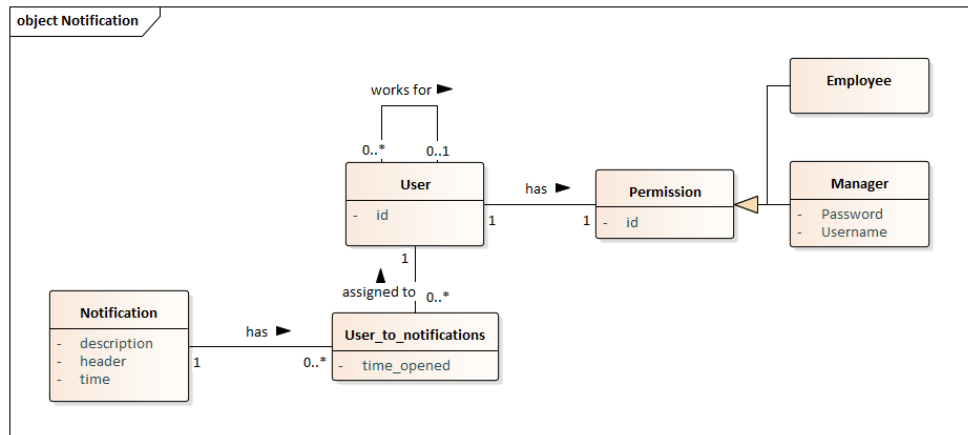 object Notification
works for
0..*
0..1
User
- id
1
has
1
Permission
- id
Employee
Manager
- Password
- Username
1
assigned to
0..*
Notification
- description
- header
- time
1
has
0..*
User_to_notifications
- time_opened